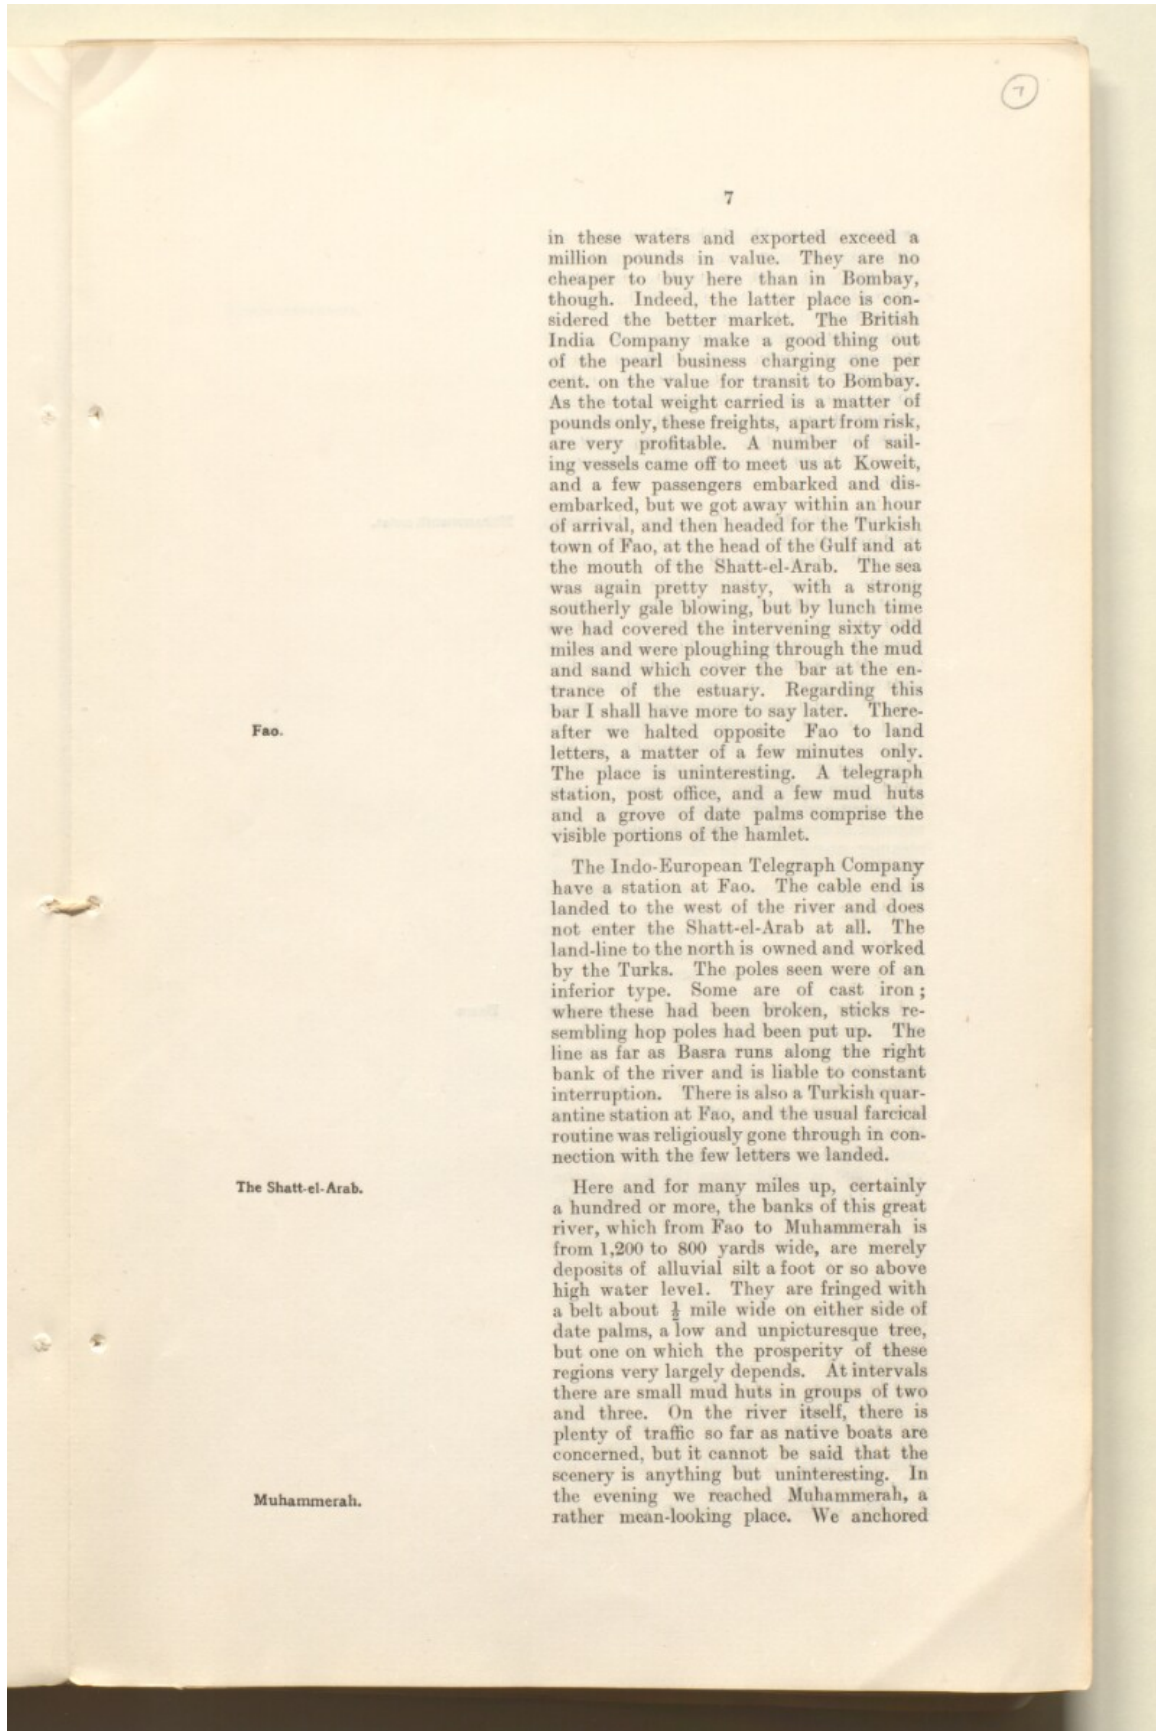 7
7
in these waters and exported exceed a
million pounds in value. They are no
cheaper to buy here than in Bombay,
though. Indeed, the latter place is con-
sidered the better market. The British
India Company make a good thing out
of the pearl business charging one per
cent. on the value for transit to Bombay.
As the total weight carried is a matter of
pounds only, these freights, apart from risk,
are very profitable. A number of sail-
ing vessels came off to meet us at Koweit,
and a few passengers embarked and dis-
embarked, but we got away within an hour
of arrival, and then headed for the Turkish
town of Fao, at the head of the Gulf and at
the mouth of the Shatt-el-Arab. The sea
was again pretty nasty, with a strong
southerly gale blowing, but by lunch time
we had covered the intervening sixty odd
miles and were ploughing through the mud
and sand which cover the bar at the en-
trance of the estuary. Regarding this
bar I shall have more to say later. There-
Fao.
after we halted opposite Fao to land
letters, a matter of a few minutes only.
The place is uninteresting. A telegraph
station, post office, and a few mud huts
and a grove of date palms comprise the
visible portions of the hamlet.
The Indo-European Telegraph Company
have a station at Fao. The cable end is
landed to the west of the river and does
not enter the Shatt-el-Arab at all. The
land-line to the north is owned and worked
by the Turks. The poles seen were of an
inferior type. Some are of cast iron;
where these had been broken, sticks re-
sembling hop poles had been put up. The
line as far as Basra runs along the right
bank of the river and is liable to constant
interruption. There is also a Turkish quar-
antine station at Fao, and the usual farcical
routine was religiously gone through in con-
nection with the few letters we landed.
The Shatt-el-Arab.
Here and for many miles up, certainly
a hundred or more, the banks of this great
river, which from Fao to Muhammerah is
from 1,200 to 800 yards wide, are merely
deposits of alluvial silt a foot or so above
high water level. They are fringed with
a belt about ½ mile wide on either side of
date palms, a low and unpicturesque tree,
but one on which the prosperity of these
regions very largely depends. At intervals
there are small mud huts in groups of two
and three. On the river itself, there is
plenty of traffic so far as native boats are
concerned, but it cannot be said that the
scenery is anything but uninteresting. In
Muhammerah.
the evening we reached Muhammerah, a
rather mean-looking place. We anchored